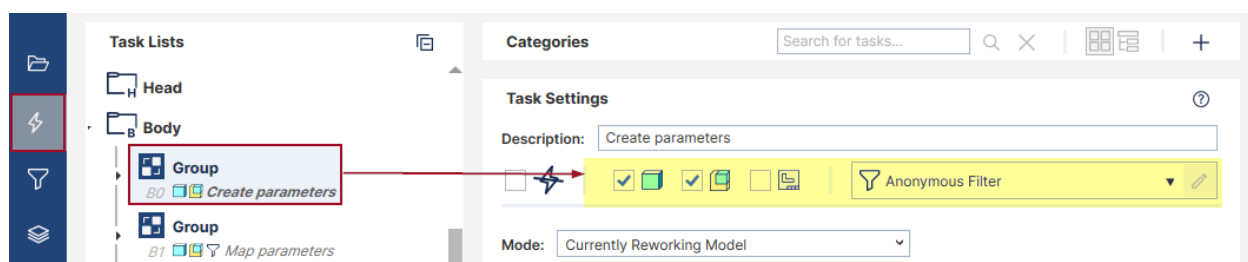 Task Lists
Head
H
Body
B
Group
B0 Create parameters
Group
B1 Map parameters
Categories
Search for tasks...
Task Settings
Description: Create parameters
Anonymous Filter
Mode: Currently Reworking Model